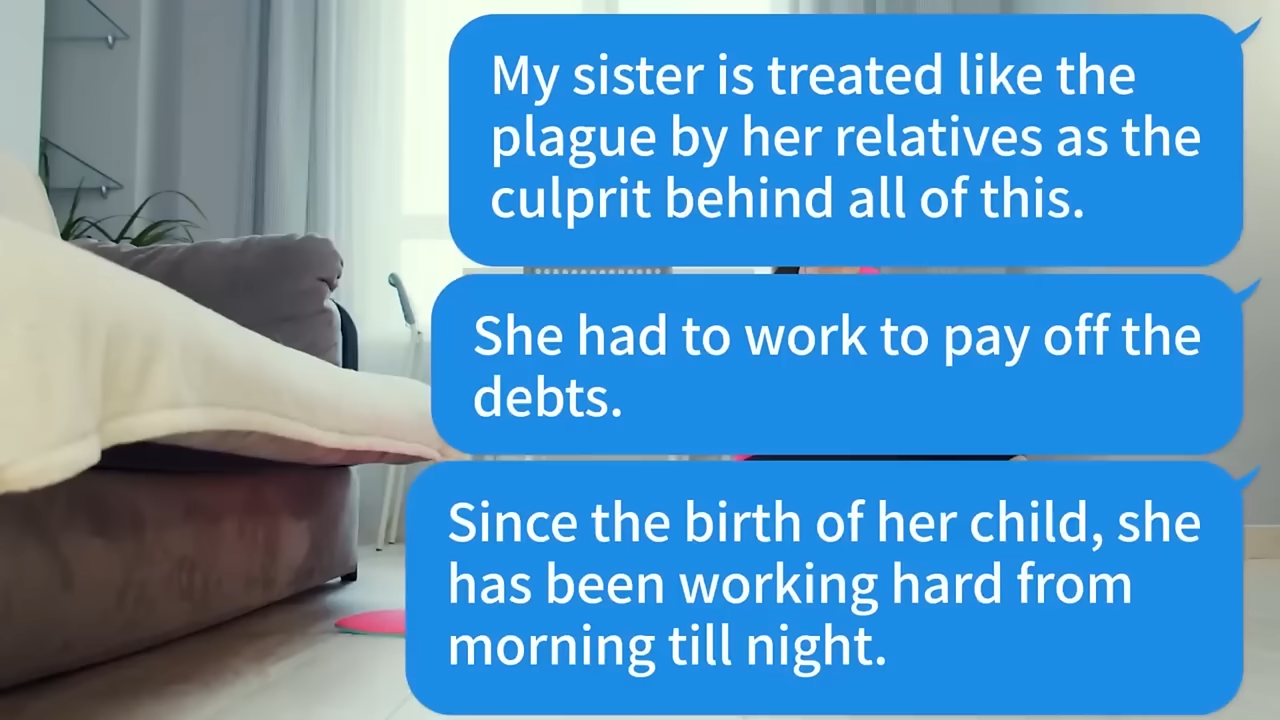 My sister is treated like the
plague by her relatives as the
culprit behind all of this.
She had to work to pay off the
debts.
Since the birth of her child, she
has been working hard from
morning till night.